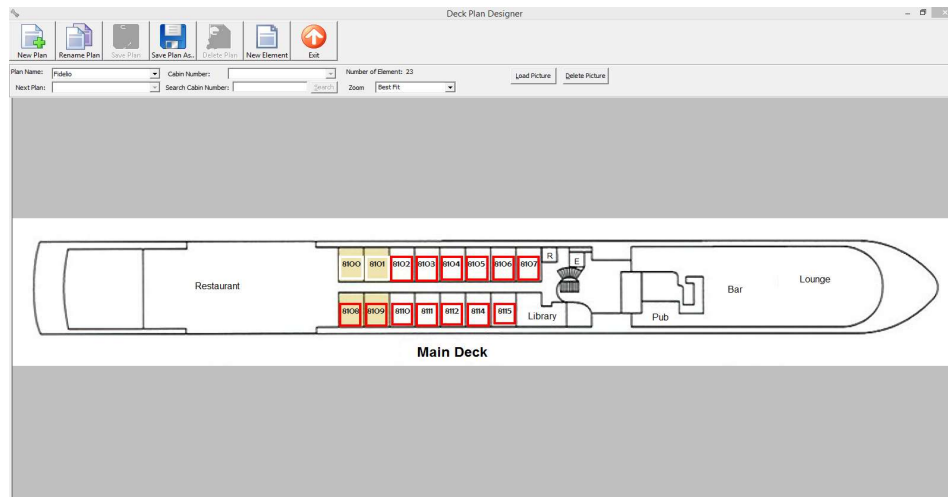 Deck Plan Designer
New Plan Rename Plan Save Plan Save Plan As.. Delete Plan New Element Exit
Plan Name: Fidelio Cabin Number: Number of Element: 23 Load Picture Delete Picture
Next Plan: Search Cabin Number: Search Zoom Best Fit
8100 8101 8102 8103 8104 8105 8106 8107 R E
Restaurant Bar Lounge
8108 8109 8110 8111 8112 8114 8115 Library Pub
Main Deck